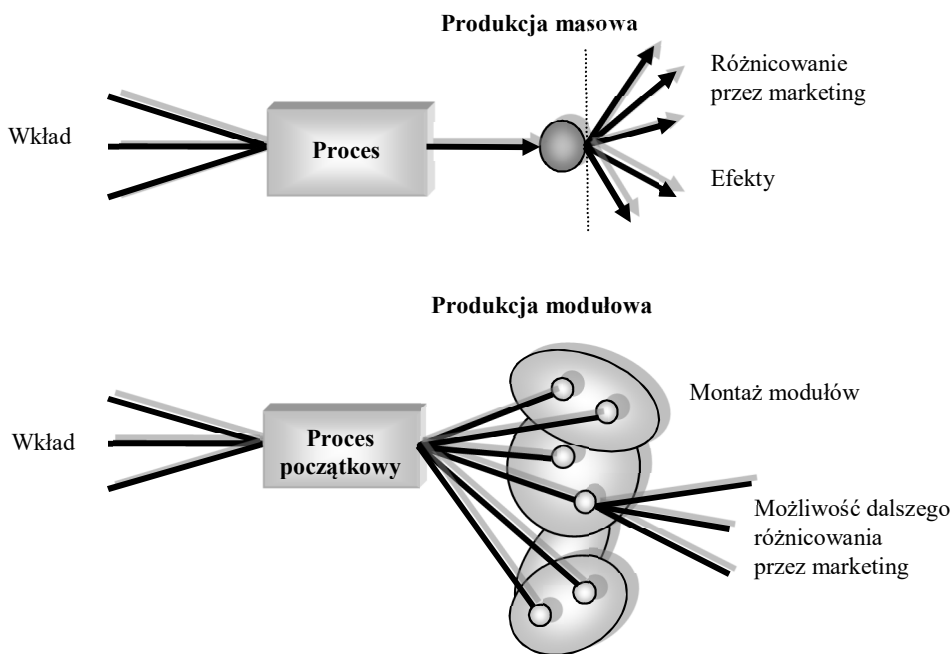 Produkcja masowa
Różnicowanie
przez marketing
Wkład
Proces
Efekty
Produkcja modułowa
Montaż modułów
Wkład
Proces
początkowy
Możliwość dalszego
różnicowania
przez marketing